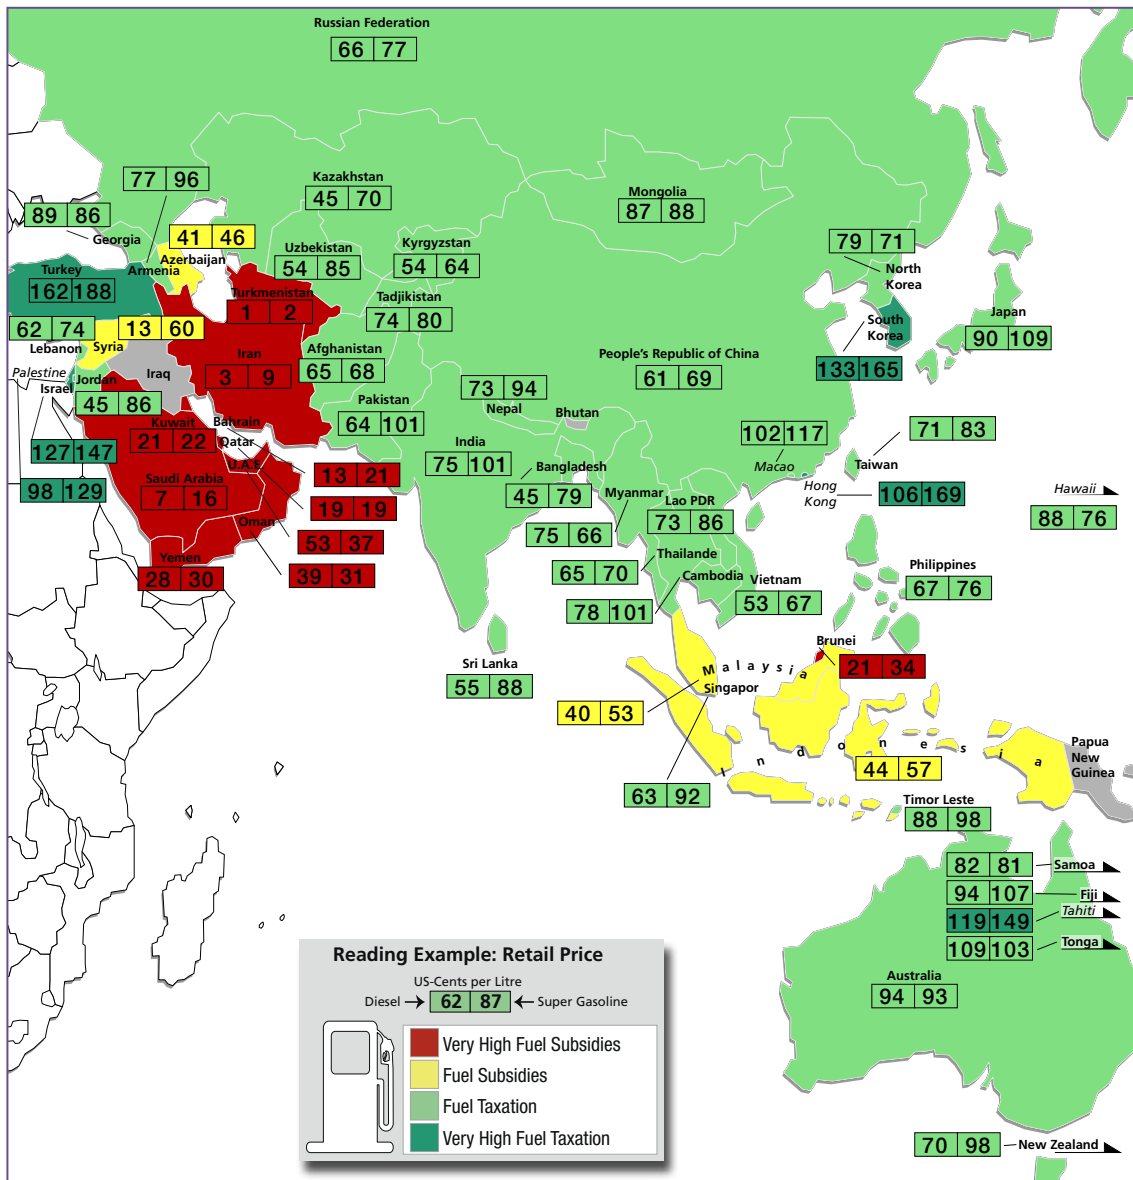 Russian Federation
66 77
77 96
Kazakhstan
45 70
Mongolia
87 88
89 86
Georgia
41 46
Azerbaijan
Armenia
Uzbekistan
54 85
Kyrgyzstan
54 64
79 71
North
Korea
Turkey
162 188
Turkmenistan
1 2
Tadjikistan
74 80
Japan
90 109
62 74
Lebanon
13 60
Syria
South
Korea
133 165
Iran
3 9
Afghanistan
65 68
People's Republic of China
61 69
Palestine
Israel
Jordan
45 86
Iraq
73 94
Nepal
Bhutan
Pakistan
64 101
Kuwait
21 22
Bahrain
Qatar
U.A.E.
India
75 101
102 117
Macao
71 83
Taiwan
127 147
98 129
13 21
Saudi Arabia
7 16
19 19
Oman
53 37
39 31
Yemen
28 30
Bangladesh
45 79
Myanmar
75 66
Lao PDR
73 86
Hong
Kong
106 169
Hawaii
88 76
Thailande
65 70
Cambodia
78 101
Vietnam
53 67
Philippines
67 76
Sri Lanka
55 88
Brunei
21 34
Malaysia
40 53
Singapor
63 92
Indonesia
44 57
Papua
New
Guinea
Timor Leste
88 98
82 81 Samoa
94 107 Fiji
119 149 Tahiti
109 103 Tonga
Australia
94 93
70 98 New Zealand
Reading Example: Retail Price
US-Cents per Litre
Diesel 62 87 Super Gasoline
Very High Fuel Subsidies
Fuel Subsidies
Fuel Taxation
Very High Fuel Taxation